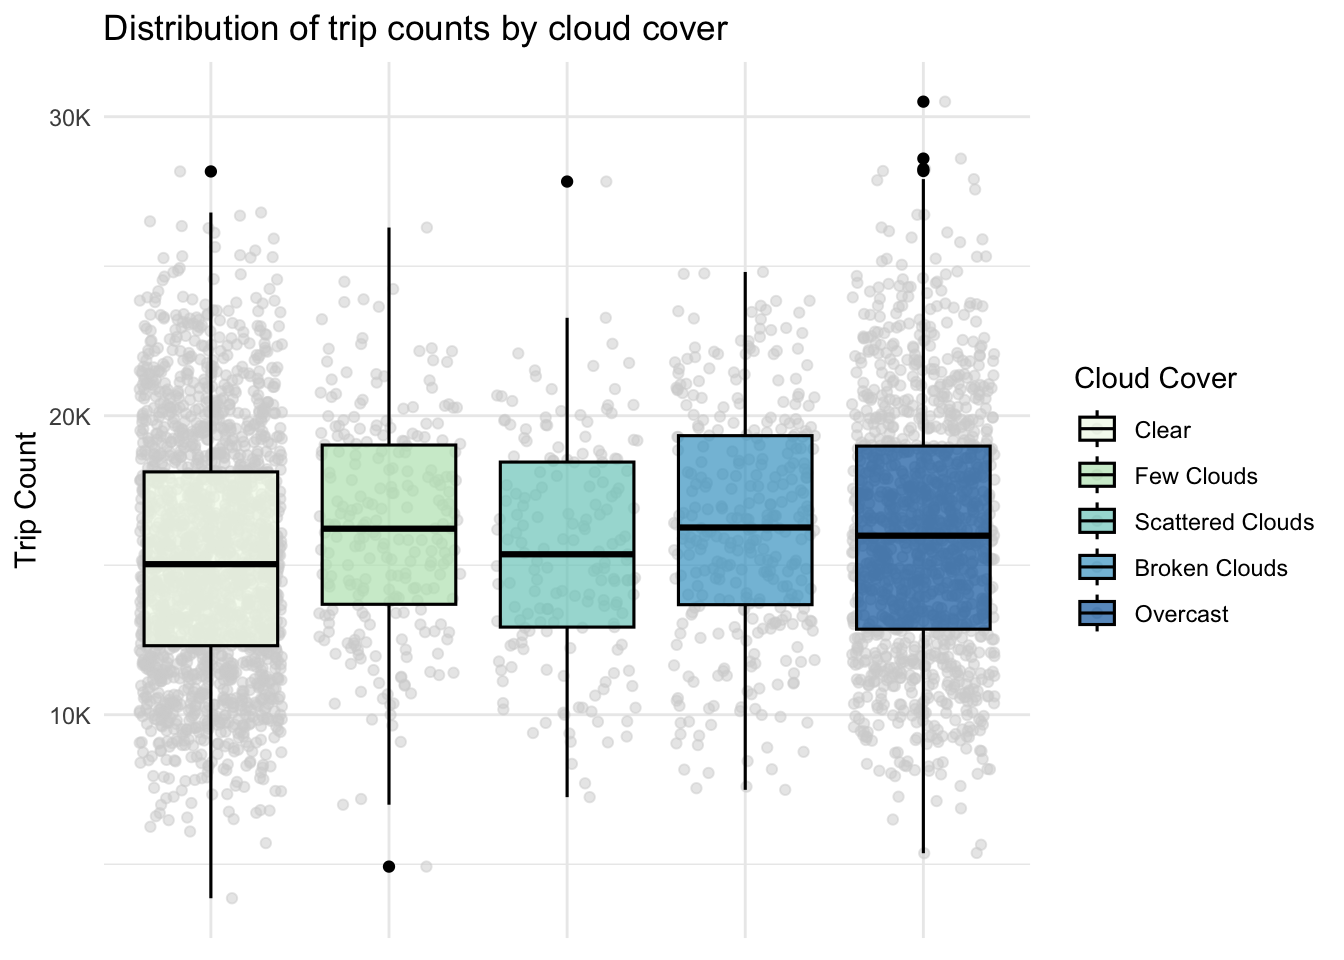 Distribution of trip counts by cloud cover
30K
20K
10K
Trip Count
Cloud Cover
Clear
Few Clouds
Scattered Clouds
Broken Clouds
Overcast